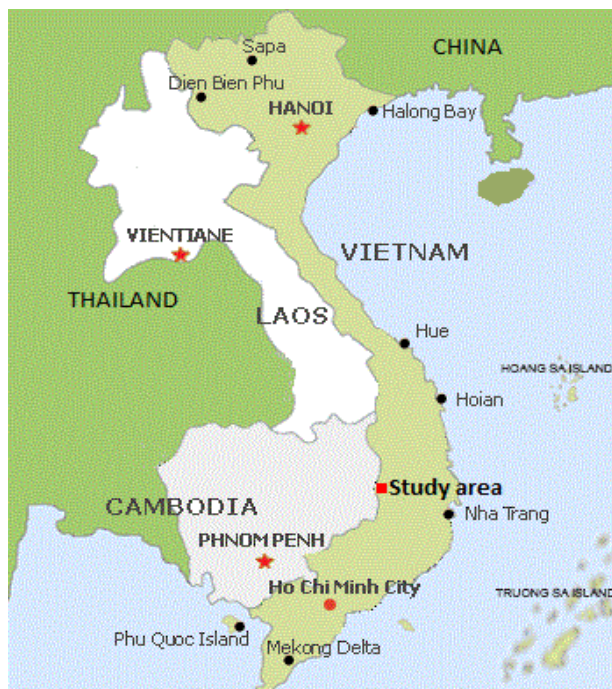 Sapa
CHINA
Dien Bien Phu
HANOI
Halong Bay
VIENTIANE
VIETNAM
THAILAND
LAOS
Hue
HOANG SA ISLAND
Hoian
Study area
CAMBODIA
Nha Trang
PHNOM PENH
Ho Chi Minh City
TRUONG SA ISLAND
Phu Quoc Island
Mekong Delta